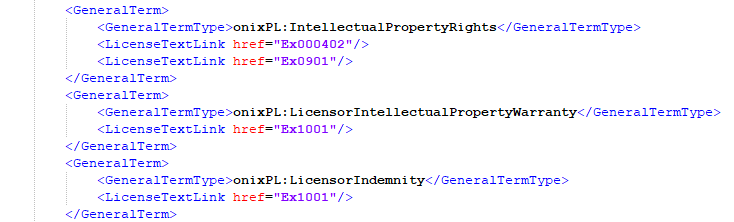 <GeneralTerm>
<GeneralTermType>onixPL:IntellectualPropertyRights</GeneralTermType>
<LicenseTextLink href="Ex000402"/>
<LicenseTextLink href="Ex0901"/>
</GeneralTerm>
<GeneralTerm>
<GeneralTermType>onixPL:LicensorIntellectualPropertyWarranty</GeneralTermType>
<LicenseTextLink href="Ex1001"/>
</GeneralTerm>
<GeneralTerm>
<GeneralTermType>onixPL:LicensorIndemnity</GeneralTermType>
<LicenseTextLink href="Ex1001"/>
</GeneralTerm>